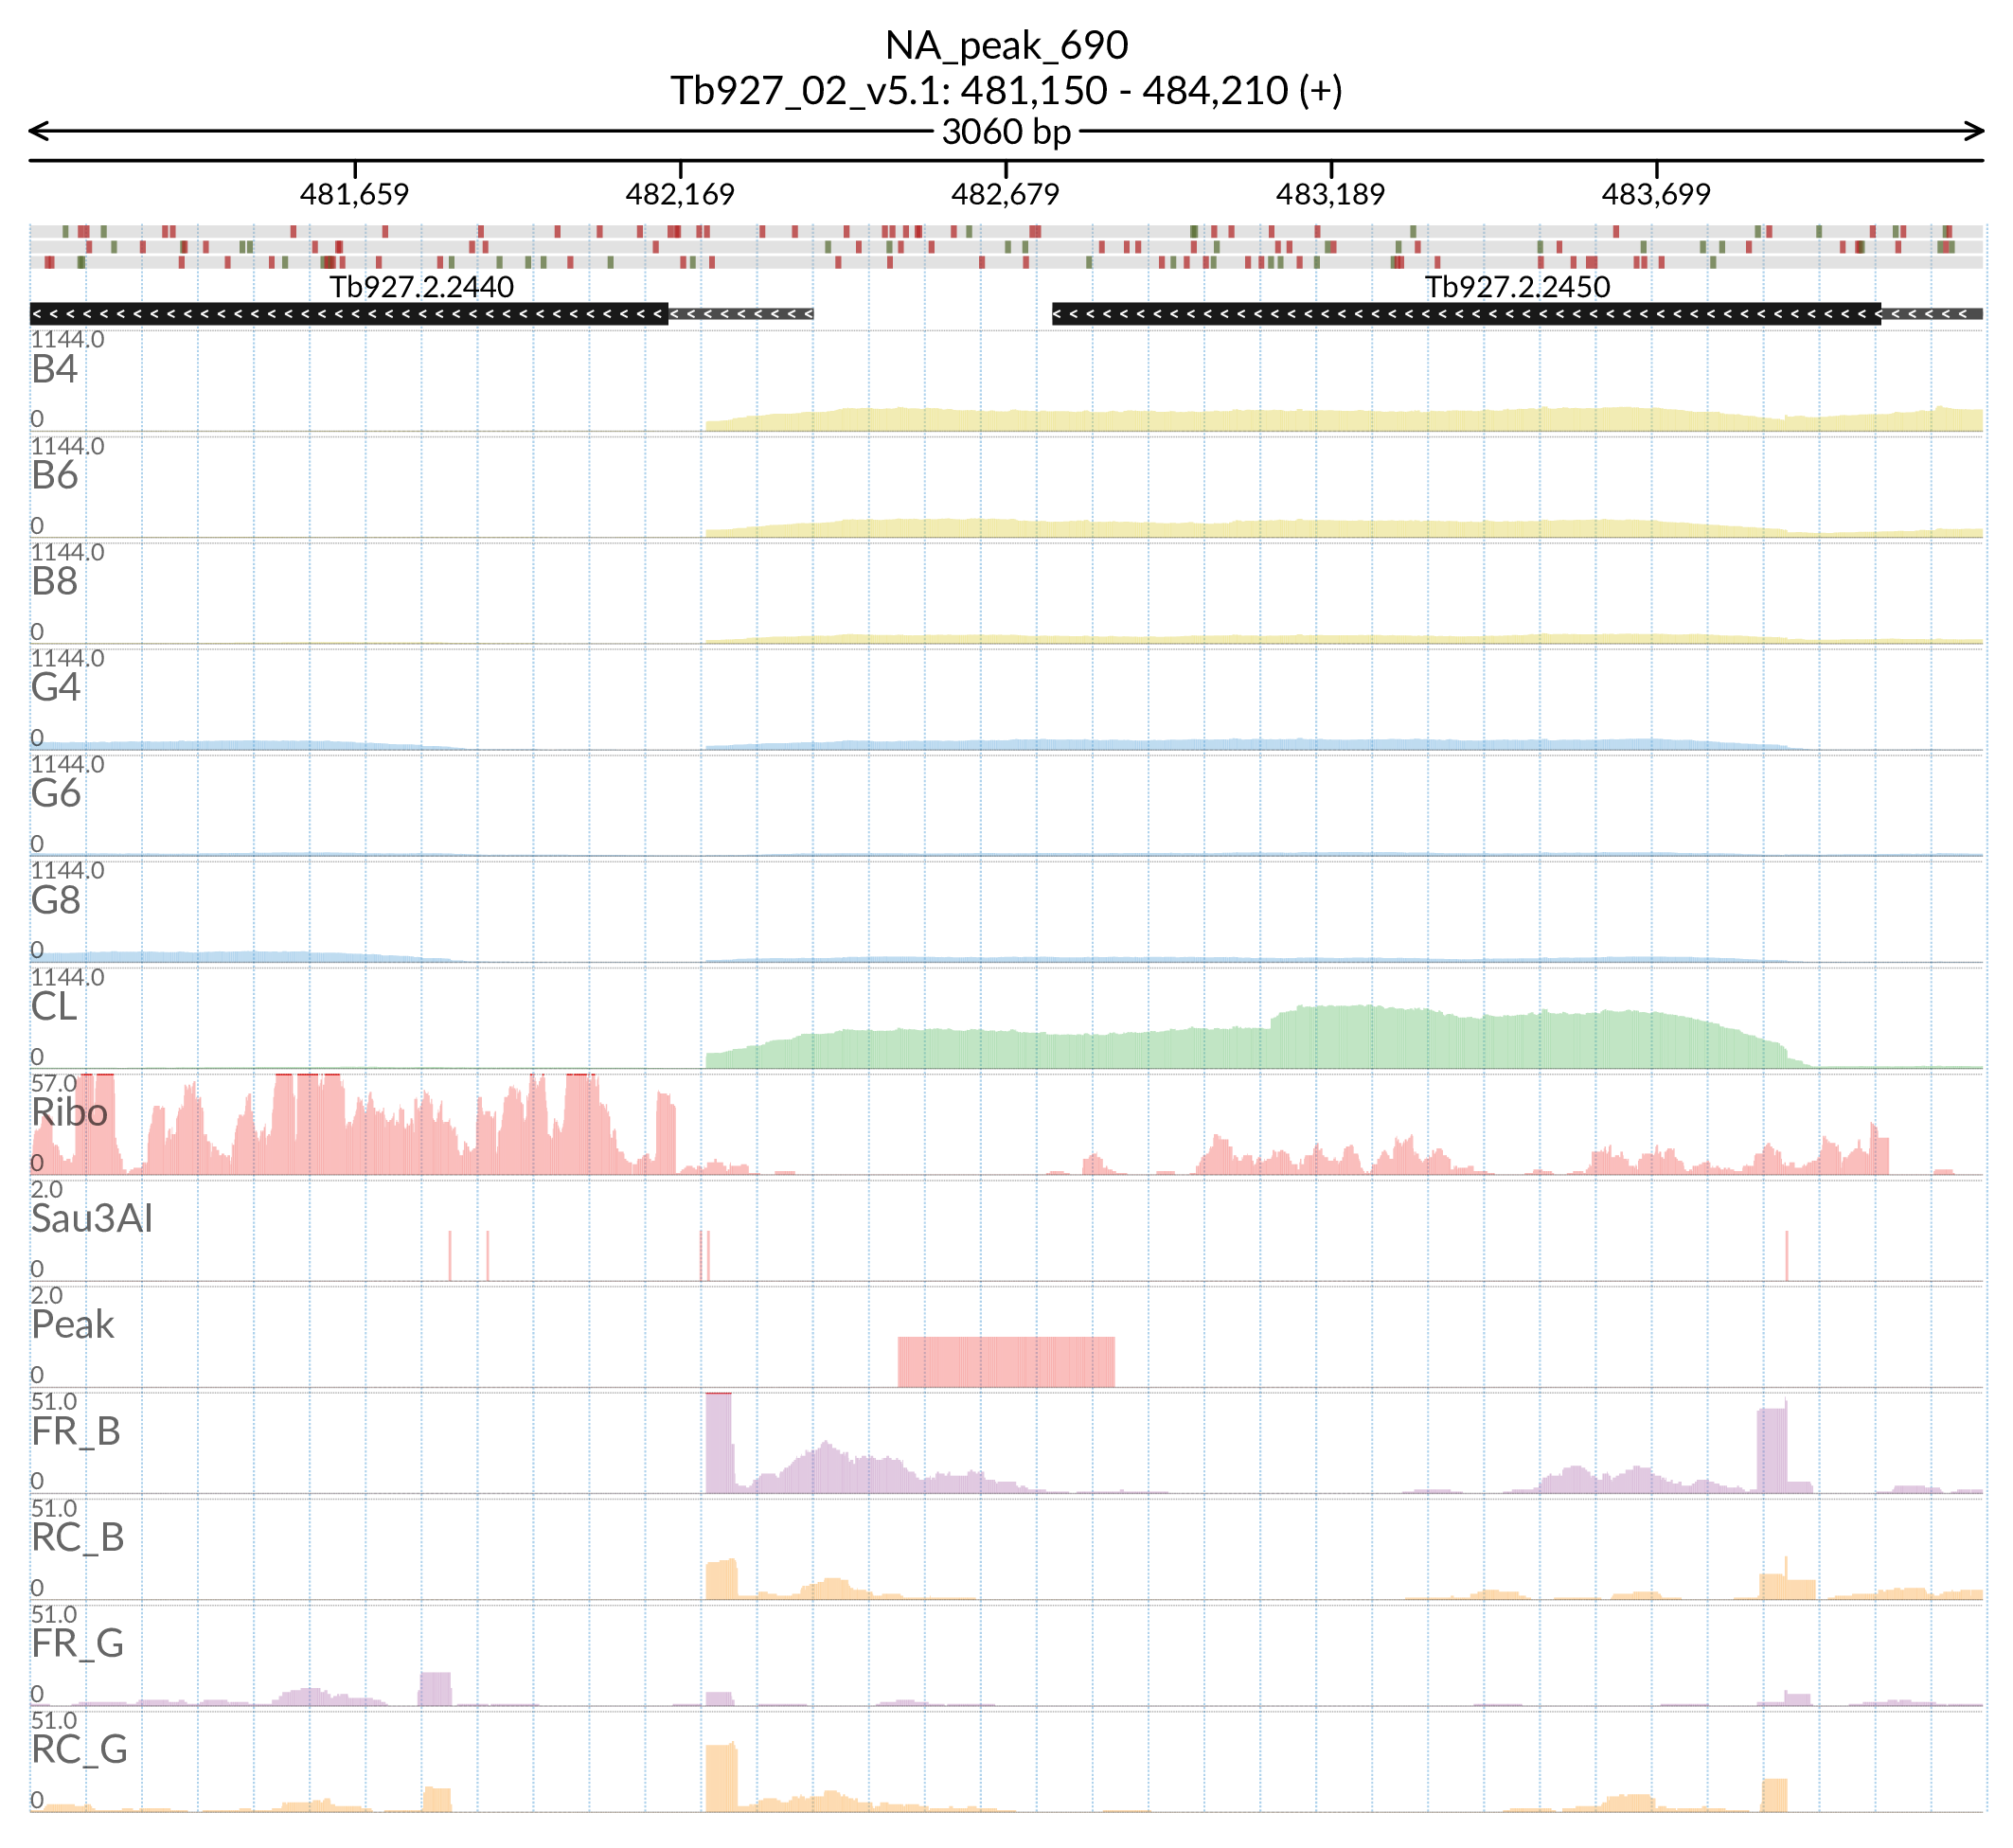 NA_peak_690
Tb927_02_v5.1: 481,150 - 484,210 (+)
3060 bp
481,659 482,169 482,679 483,189 483,699
Tb927.2.2440 Tb927.2.2450
1144.0
B4
0
1144.0
B6
0
1144.0
B8
0
1144.0
G4
0
1144.0
G6
0
1144.0
G8
0
1144.0
CL
0
57.0
Ribo
0
2.0
Sau3AI
0
2.0
Peak
0
51.0
FR_B
0
51.0
RC_B
0
51.0
FR_G
0
51.0
RC_G
0